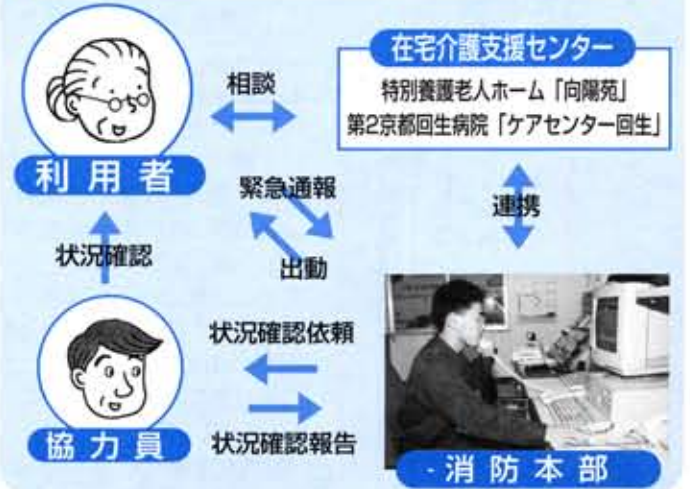 在宅介護支援センター
特別養護老人ホーム「向陽苑」
第2京都回生病院「ケアセンター回生」
相談
利用者
緊急通報
連携
状況確認
出動
状況確認依頼
協力員
状況確認報告
-消防本部